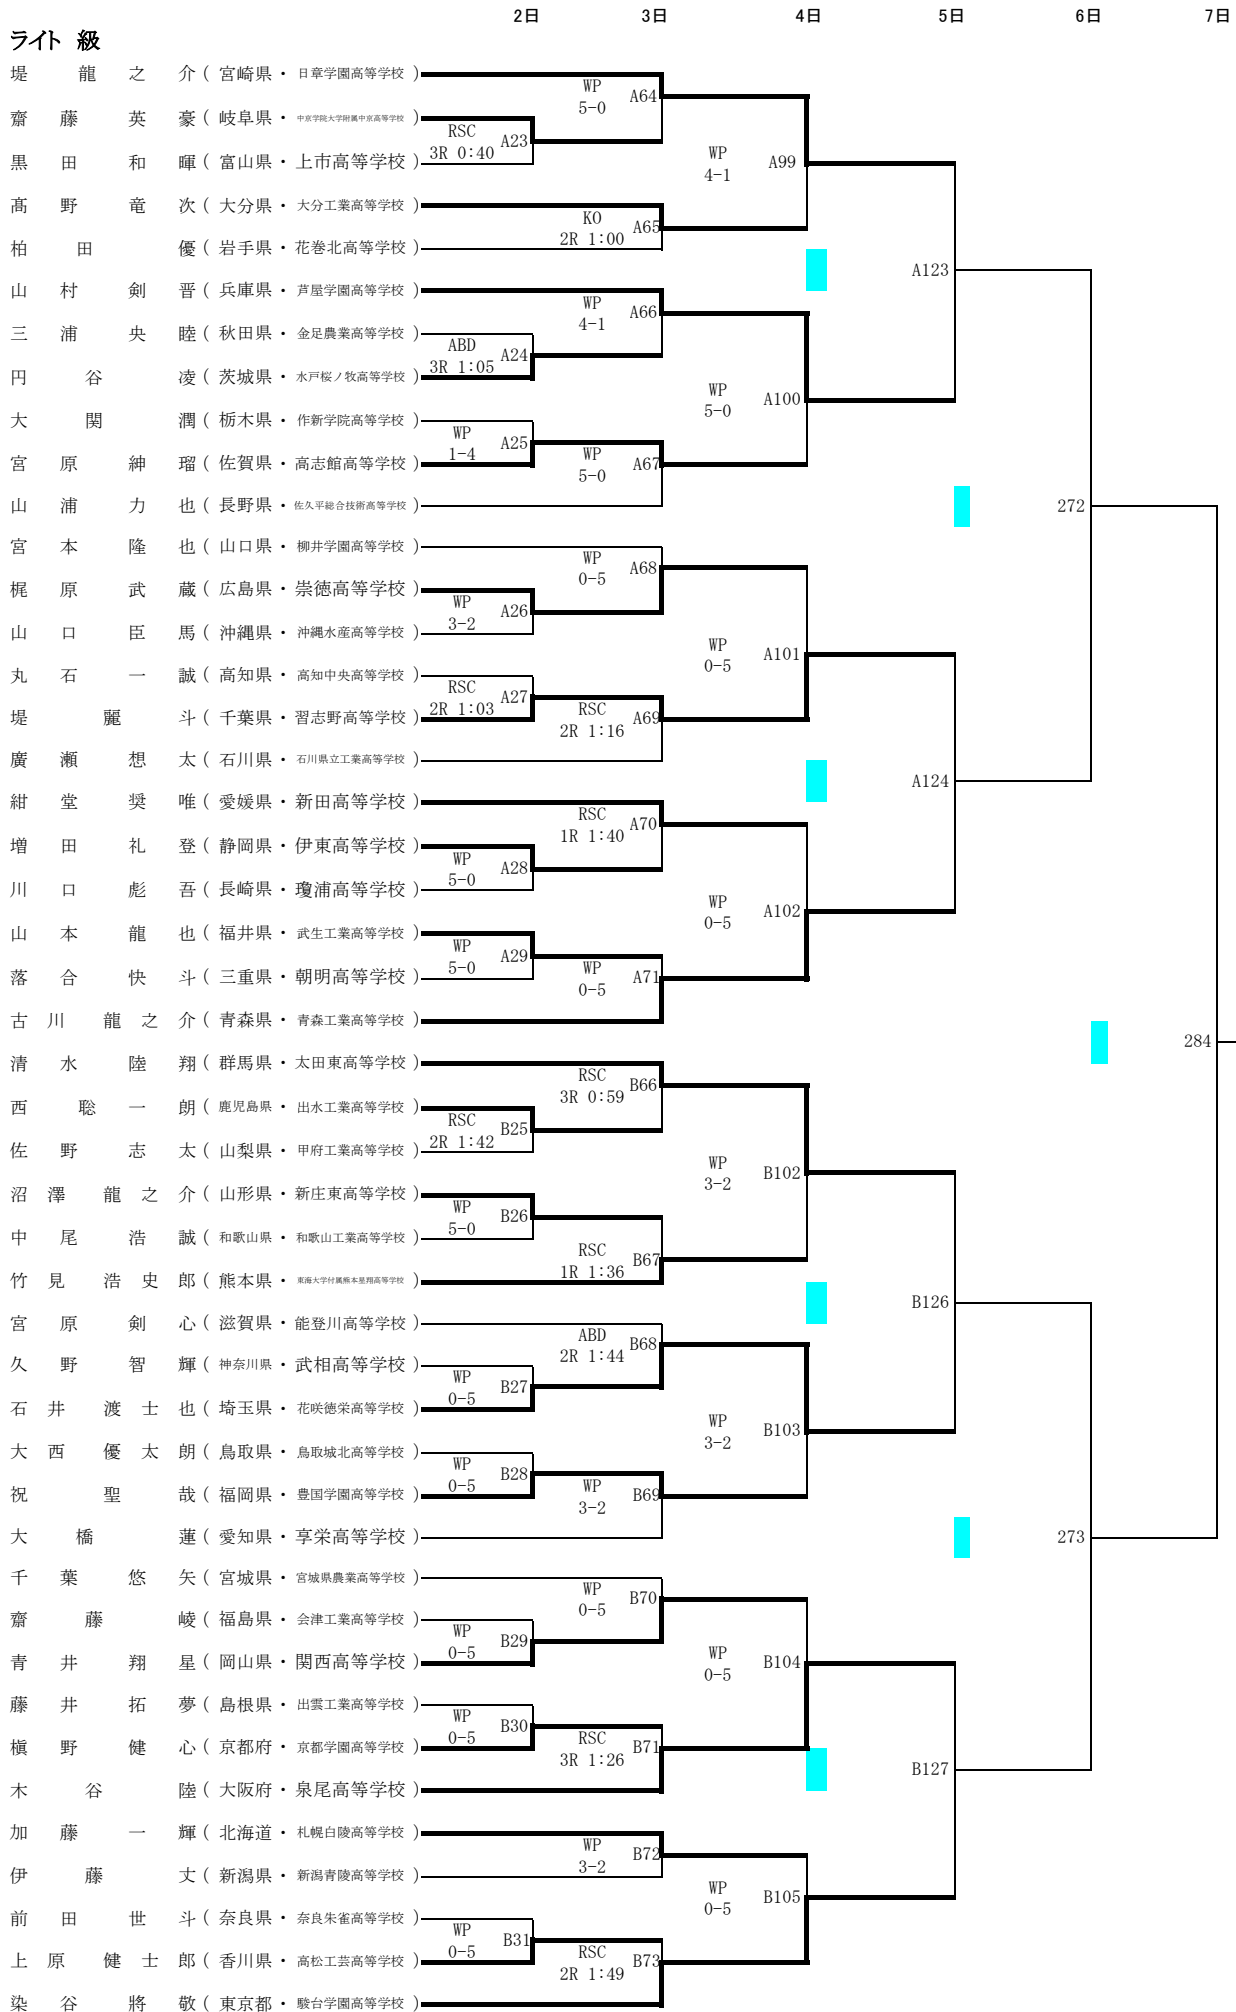 2日 3日 4日 5日 6日 7日
ライト 級
堤 龍 之 介 ( 宮崎県 ・ 日章学園高等学校 )
WP
5-0 A64
齋 藤 英 豪 ( 岐阜県 ・ 中京学院大学附属中京高等学校 )
RSC
3R 0:40 A23
黒 田 和 暉 ( 富山県 ・ 上市高等学校 )
WP
4-1 A99
髙 野 竜 次 ( 大分県 ・ 大分工業高等学校 )
KO
2R 1:00 A65
柏 田 優 ( 岩手県 ・ 花巻北高等学校 )
A123
山 村 剣 晋 ( 兵庫県 ・ 芦屋学園高等学校 )
WP
4-1 A66
三 浦 央 睦 ( 秋田県 ・ 金足農業高等学校 )
ABD
3R 1:05 A24
円 谷 凌 ( 茨城県 ・ 水戸桜ノ牧高等学校 )
WP
5-0 A100
大 関 潤 ( 栃木県 ・ 作新学院高等学校 )
WP
1-4 A25
宮 原 紳 瑠 ( 佐賀県 ・ 高志館高等学校 )
WP
5-0 A67
山 浦 力 也 ( 長野県 ・ 佐久平総合技術高等学校 )
272
宮 本 隆 也 ( 山口県 ・ 柳井学園高等学校 )
WP
0-5 A68
梶 原 武 蔵 ( 広島県 ・ 崇徳高等学校 )
WP
3-2 A26
山 口 臣 馬 ( 沖縄県 ・ 沖縄水産高等学校 )
WP
0-5 A101
丸 石 一 誠 ( 高知県 ・ 高知中央高等学校 )
RSC
2R 1:03 A27
堤 麗 斗 ( 千葉県 ・ 習志野高等学校 )
RSC
2R 1:16 A69
廣 瀬 想 太 ( 石川県 ・ 石川県立工業高等学校 )
A124
紺 堂 奨 唯 ( 愛媛県 ・ 新田高等学校 )
RSC
1R 1:40 A70
増 田 礼 登 ( 静岡県 ・ 伊東高等学校 )
WP
5-0 A28
川 口 彪 吾 ( 長崎県 ・ 瓊浦高等学校 )
WP
0-5 A102
山 本 龍 也 ( 福井県 ・ 武生工業高等学校 )
WP
5-0 A29
落 合 快 斗 ( 三重県 ・ 朝明高等学校 )
WP
0-5 A71
古 川 龍 之 介 ( 青森県 ・ 青森工業高等学校 )
284
清 水 陸 翔 ( 群馬県 ・ 太田東高等学校 )
RSC
3R 0:59 B66
西 聡 一 朗 ( 鹿児島県 ・ 出水工業高等学校 )
RSC
2R 1:42 B25
佐 野 志 太 ( 山梨県 ・ 甲府工業高等学校 )
WP
3-2 B102
沼 澤 龍 之 介 ( 山形県 ・ 新庄東高等学校 )
WP
5-0 B26
中 尾 浩 誠 ( 和歌山県 ・ 和歌山工業高等学校 )
RSC
1R 1:36 B67
竹 見 浩 史 郎 ( 熊本県 ・ 東海大学付属熊本星翔高等学校 )
B126
宮 原 剣 心 ( 滋賀県 ・ 能登川高等学校 )
ABD
2R 1:44 B68
久 野 智 輝 ( 神奈川県 ・ 武相高等学校 )
WP
0-5 B27
石 井 渡 士 也 ( 埼玉県 ・ 花咲徳栄高等学校 )
WP
3-2 B103
大 西 優 太 朗 ( 鳥取県 ・ 鳥取城北高等学校 )
WP
0-5 B28
祝 聖 哉 ( 福岡県 ・ 豊国学園高等学校 )
WP
3-2 B69
大 橋 蓮 ( 愛知県 ・ 享栄高等学校 )
273
千 葉 悠 矢 ( 宮城県 ・ 宮城県農業高等学校 )
WP
0-5 B70
齋 藤 崚 ( 福島県 ・ 会津工業高等学校 )
WP
0-5 B29
青 井 翔 星 ( 岡山県 ・ 関西高等学校 )
WP
0-5 B104
藤 井 拓 夢 ( 島根県 ・ 出雲工業高等学校 )
WP
0-5 B30
槇 野 健 心 ( 京都府 ・ 京都学園高等学校 )
RSC
3R 1:26 B71
木 谷 陸 ( 大阪府 ・ 泉尾高等学校 )
B127
加 藤 一 輝 ( 北海道 ・ 札幌白陵高等学校 )
WP
3-2 B72
伊 藤 丈 ( 新潟県 ・ 新潟青陵高等学校 )
WP
0-5 B105
前 田 世 斗 ( 奈良県 ・ 奈良朱雀高等学校 )
WP
0-5 B31
上 原 健 士 郎 ( 香川県 ・ 高松工芸高等学校 )
RSC
2R 1:49 B73
染 谷 將 敬 ( 東京都 ・ 駿台学園高等学校 )